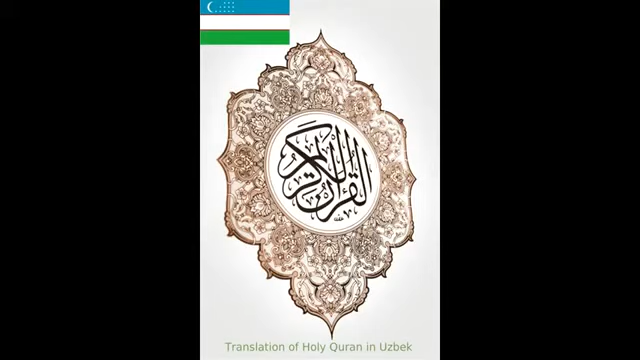 القرآن الكريم
Translation of Holy Quran in Uzbek